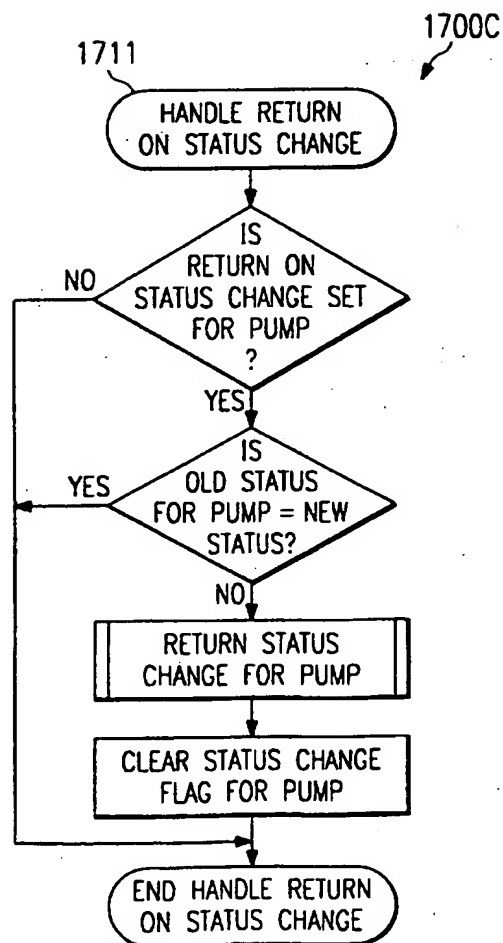 1700C
1711
HANDLE RETURN
ON STATUS CHANGE
IS
RETURN ON
STATUS CHANGE SET
FOR PUMP
?
NO
YES
IS
OLD STATUS
FOR PUMP = NEW
STATUS?
YES
NO
RETURN STATUS
CHANGE FOR PUMP
CLEAR STATUS CHANGE
FLAG FOR PUMP
END HANDLE RETURN
ON STATUS CHANGE